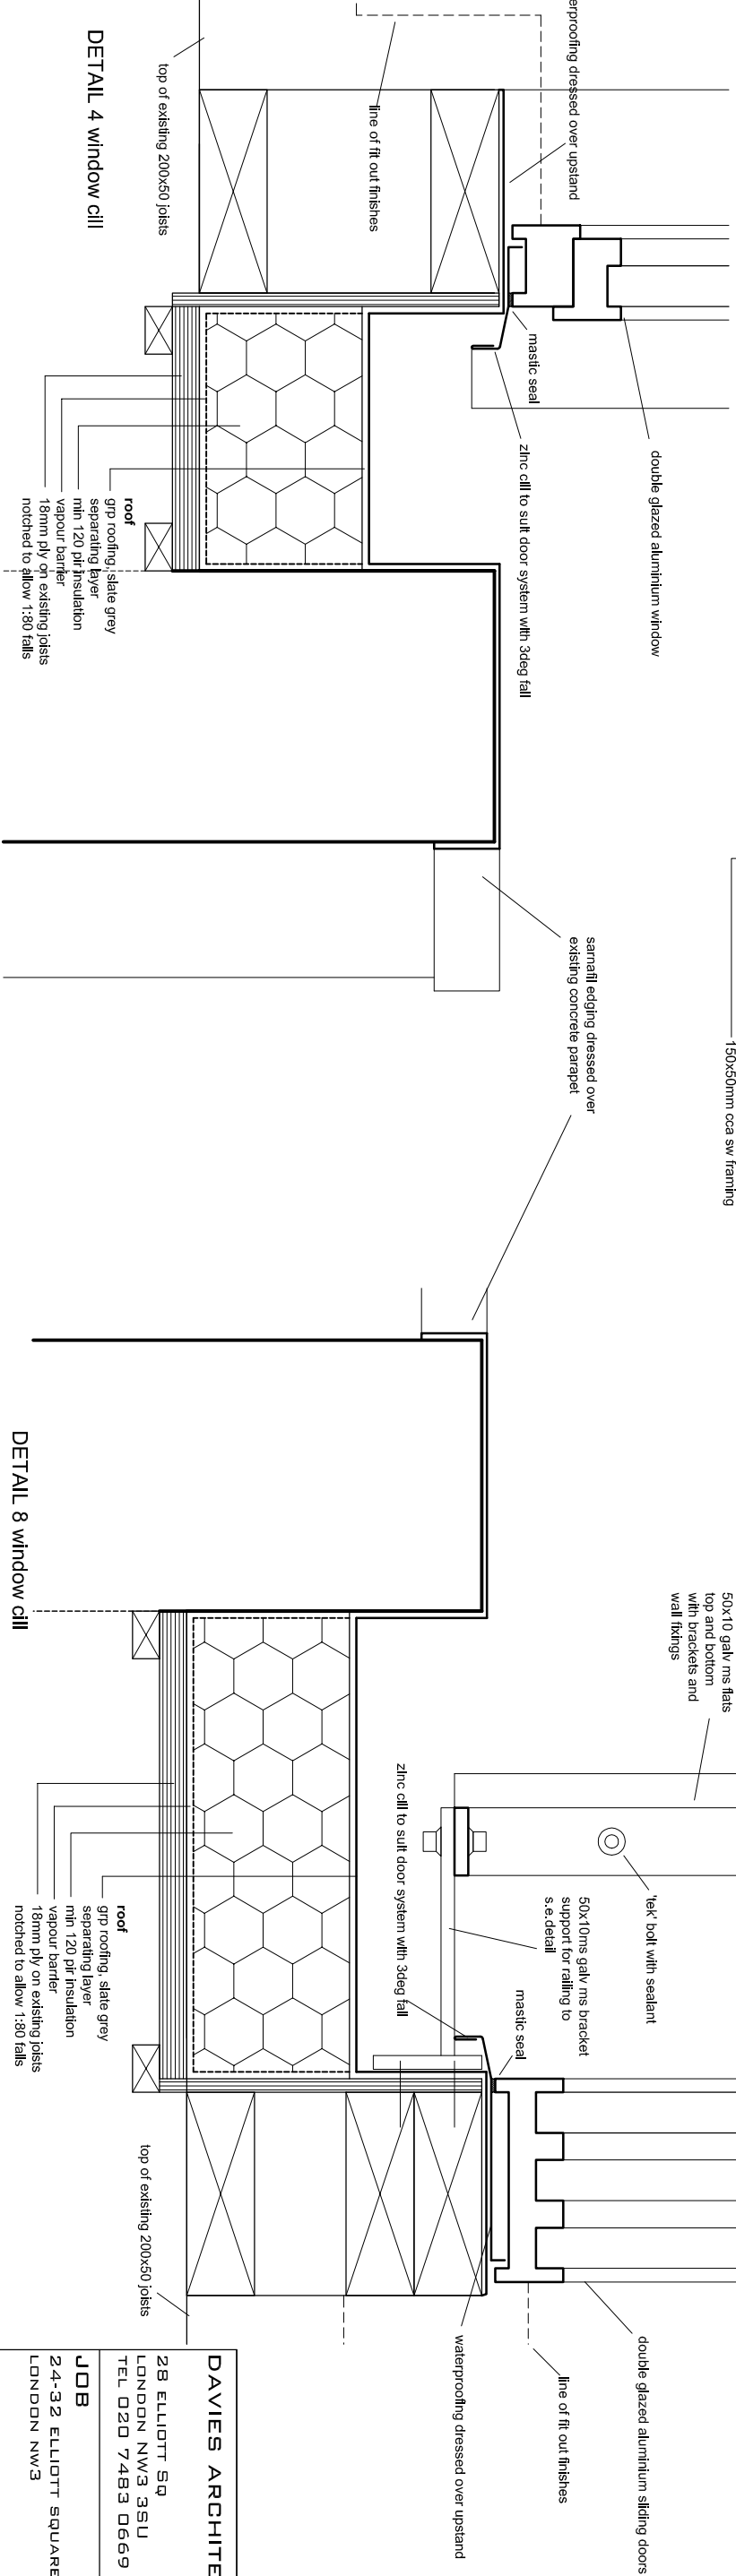 erproofing dressed over upstand
line of fit out finishes
top of existing 200x50 joists
DETAIL 4 window cill
mastic seal
zinc cill to suit door system with 3deg fall
double glazed aluminium window
roof
grp roofing, slate grey
separating layer
min 120 pir insulation
vapour barrier
18mm ply on existing joists
notched to allow 1:80 falls
150x50mm cca sw framing
sarnafil edging dressed over
existing concrete parapet
DETAIL 8 window cill
50x10 galv ms flats
top and bottom
with brackets and
wall fixings
'tek' bolt with sealant
50x10ms galv ms bracket
support for railing to
s.e.detail
zinc cill to suit door system with 3deg fall
mastic seal
roof
grp roofing, slate grey
separating layer
min 120 pir insulation
vapour barrier
18mm ply on existing joists
notched to allow 1:80 falls
top of existing 200x50 joists
double glazed aluminium sliding doors
line of fit out finishes
waterproofing dressed over upstand
DAVIES ARCHITE
28 ELLIOTT SQ
LONDON NW3 3SU
TEL 020 7483 0669
JOB
24-32 ELLIOTT SQUARE
LONDON NW3